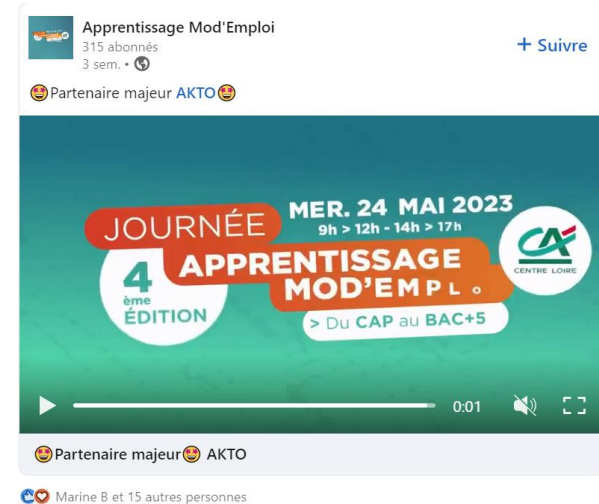 Apprentissage Mod'Emploi
315 abonnés
+ Suivre
3 sem. •
Partenaire majeur AKTO
JOURNÉE
MER. 24 MAI 2023
9h > 12h - 14h > 17h
4
ème
ÉDITION
APPRENTISSAGE
MOD'EMPLO
> Du CAP au BAC+5
CA
CENTRE LOIRE
0:01
Partenaire majeur AKTO
Marine B et 15 autres personnes